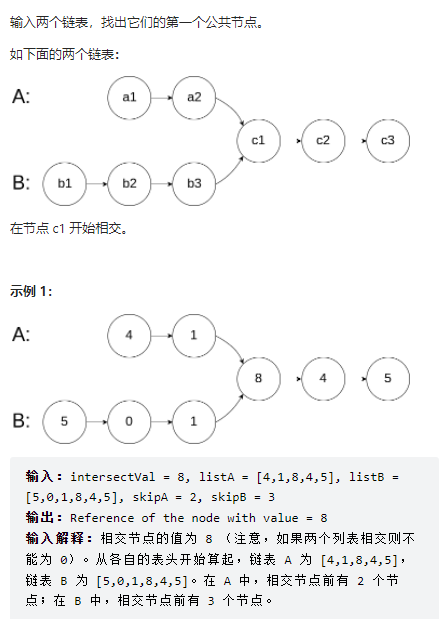 输入两个链表，找出它们的第一个公共节点。
如下面的两个链表：
A: a1 a2
c1 c2 c3
B: b1 b2 b3
在节点 c1 开始相交。
示例 1：
A: 4 1
8 4 5
B: 5 0 1
输入：intersectVal = 8, listA = [4,1,8,4,5], listB =
[5,0,1,8,4,5], skipA = 2, skipB = 3
输出：Reference of the node with value = 8
输入解释：相交节点的值为 8 （注意，如果两个列表相交则不
能为 0）。从各自的表头开始算起，链表 A 为 [4,1,8,4,5]，
链表 B 为 [5,0,1,8,4,5]。在 A 中，相交节点前有 2 个节
点；在 B 中，相交节点前有 3 个节点。